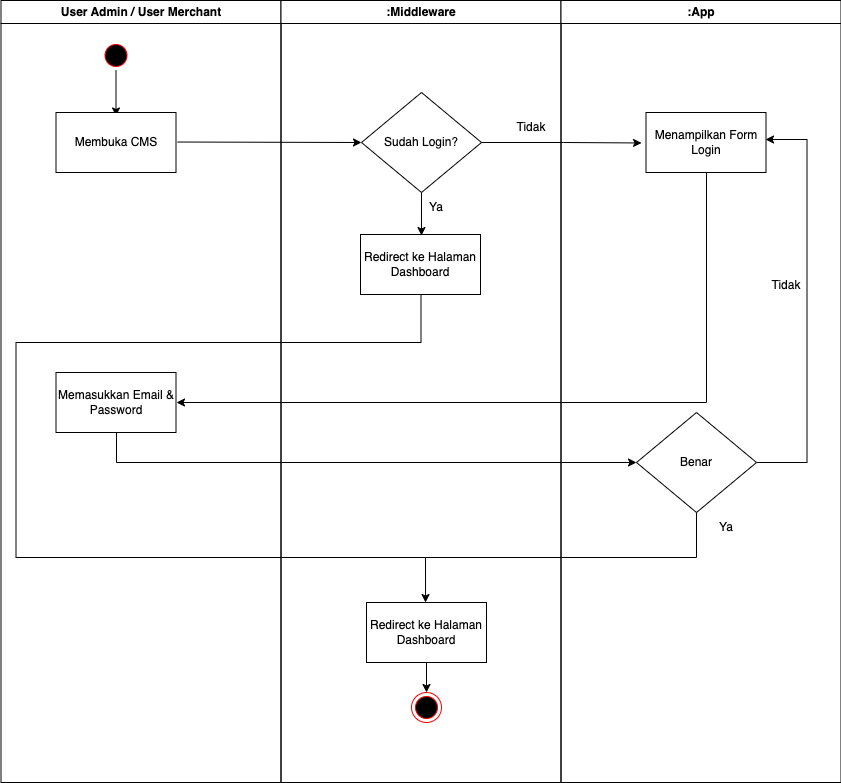 User Admin / User Merchant
:Middleware
:App
Membuka CMS
Sudah Login?
Tidak
Menampilkan Form
Login
Ya
Redirect ke Halaman
Dashboard
Tidak
Memasukkan Email &
Password
Benar
Ya
Redirect ke Halaman
Dashboard